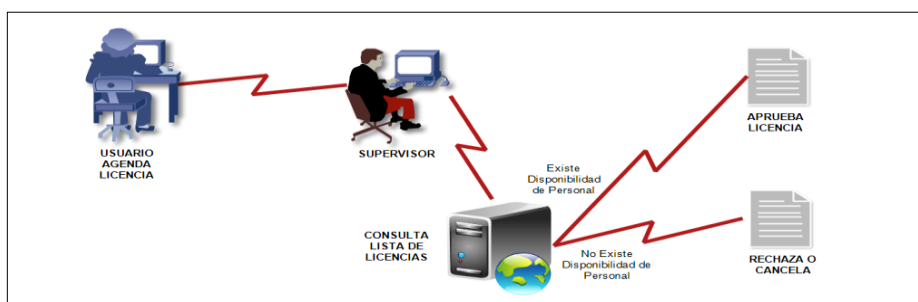 USUARIO
AGENDA
LICENCIA
SUPERVISOR
CONSULTA
LISTA DE
LICENCIAS
Existe
Disponibilidad
de Personal
No Existe
Disponibilidad de
Personal
APRUEBA
LICENCIA
RECHAZA O
CANCELA